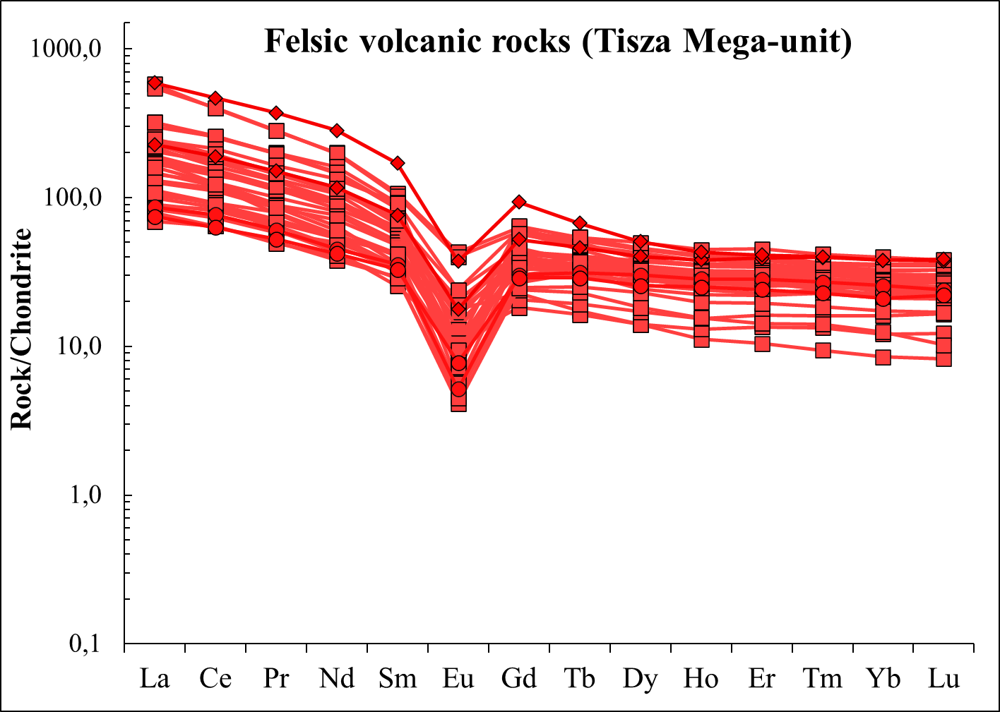 Felsic volcanic rocks (Tisza Mega-unit)
Rock/Chondrite
1000,0
100,0
10,0
1,0
0,1
La Ce Pr Nd Sm Eu Gd Tb Dy Ho Er Tm Yb Lu